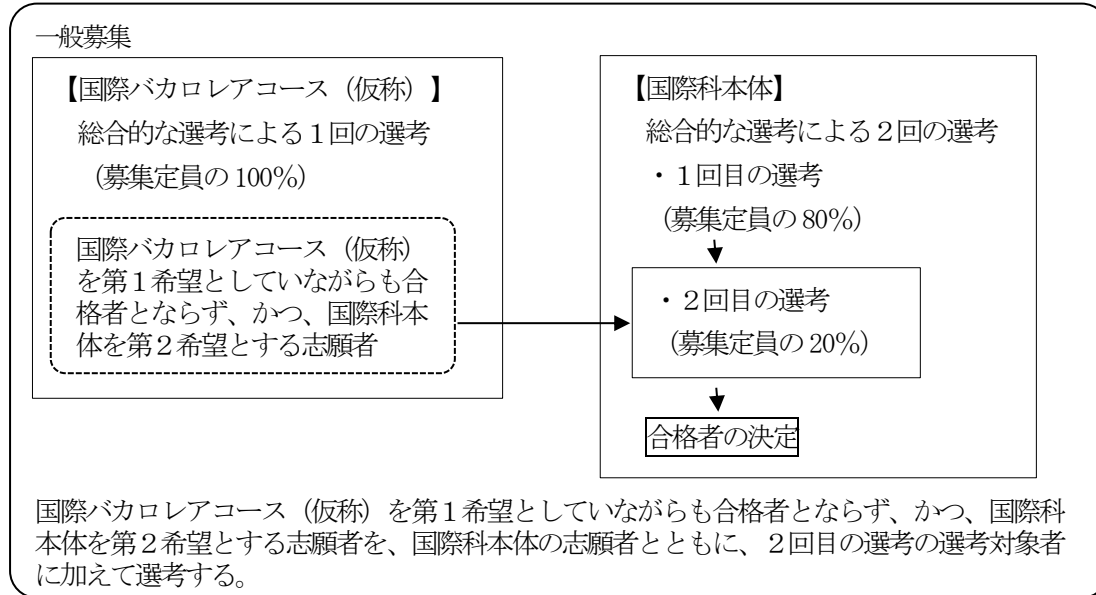 一般募集
【国際バカロレアコース（仮称）】
総合的な選考による１回の選考
（募集定員の 100%）
国際バカロレアコース（仮称）
を第１希望としていながらも合
格者とならず、かつ、国際科本
体を第２希望とする志願者
【国際科本体】
総合的な選考による２回の選考
・１回目の選考
（募集定員の 80%）
・２回目の選考
（募集定員の 20%）
合格者の決定
国際バカロレアコース（仮称）を第１希望としていながらも合格者とならず、かつ、国際科
本体を第２希望とする志願者を、国際科本体の志願者とともに、２回目の選考の選考対象者
に加えて選考する。